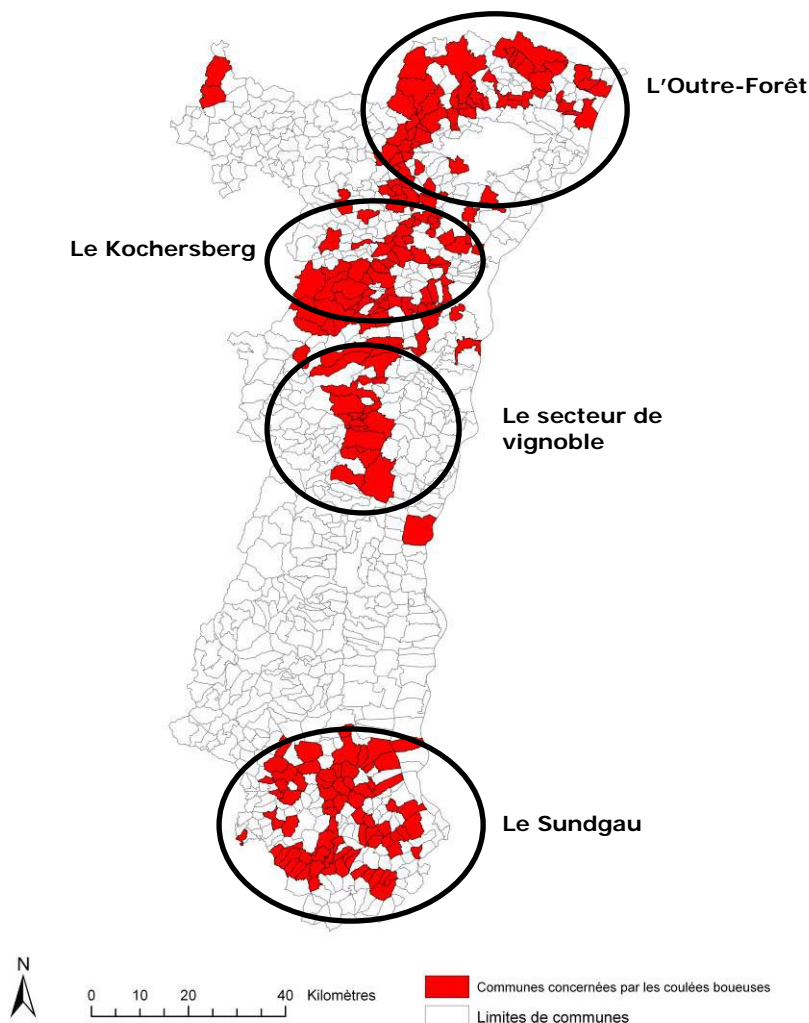 L'Outre-Forêt
Le Kochersberg
Le secteur de
vignoble
Le Sundgau
N
0 10 20 40 Kilomètres
Communes concernées par les coulées boueuses
Limites de communes